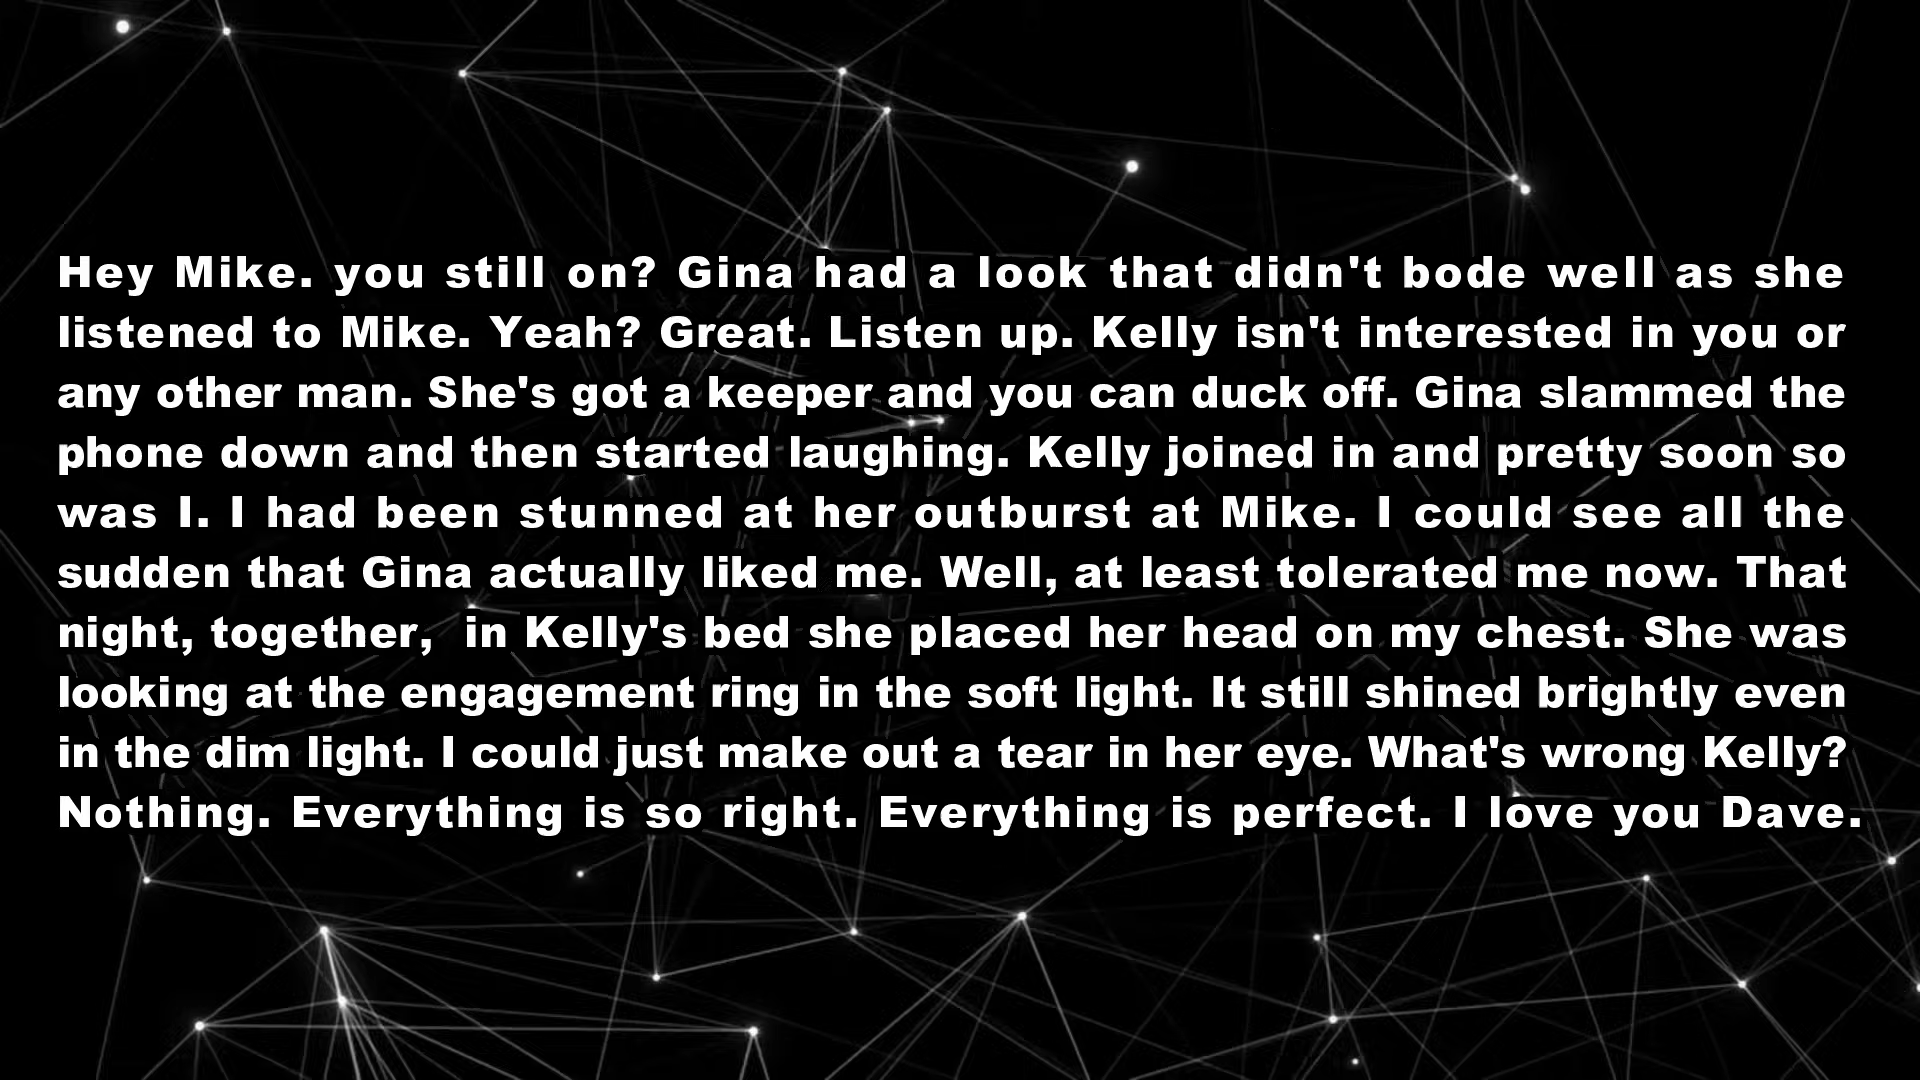 Hey Mike. you still on? Gina had a look that didn't bode well as she
listened to Mike. Yeah? Great. Listen up. Kelly isn't interested in you or
any other man. She's got a keeper and you can duck off. Gina slammed the
phone down and then started laughing. Kelly joined in and pretty soon so
was I. I had been stunned at her outburst at Mike. I could see all the
sudden that Gina actually liked me. Well, at least tolerated me now. That
night, together,  in Kelly's bed she placed her head on my chest. She was
looking at the engagement ring in the soft light. It still shined brightly even
in the dim light. I could just make out a tear in her eye. What's wrong Kelly?
Nothing. Everything is so right. Everything is perfect. I love you Dave.